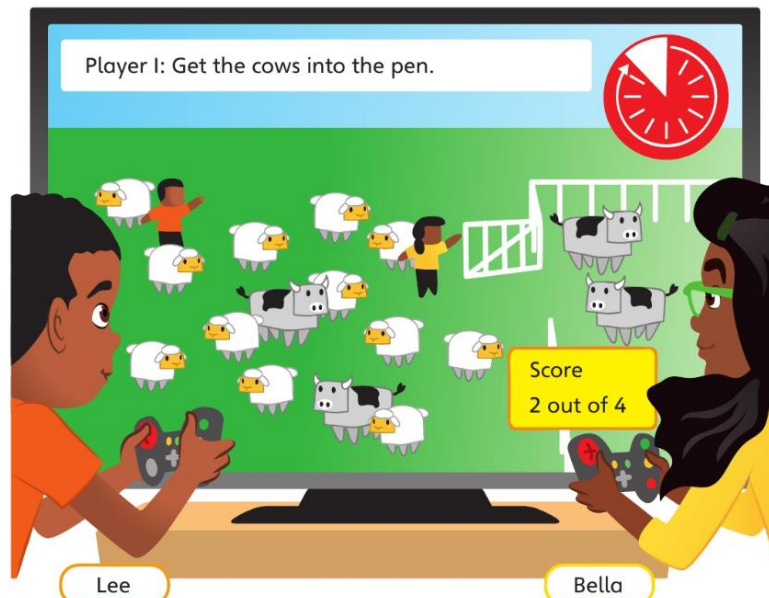 Player I: Get the cows into the pen.
Score
2 out of 4
Lee
Bella